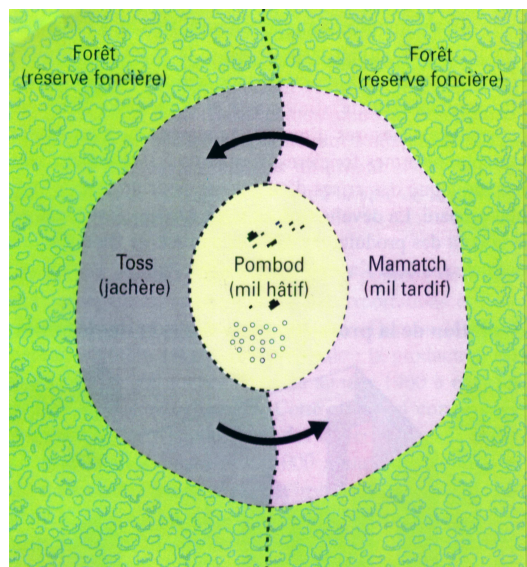 Forêt
(réserve foncière)
Forêt
(réserve foncière)
Toss
(jachère)
Pombod
(mil hâtif)
Mamatch
(mil tardif)